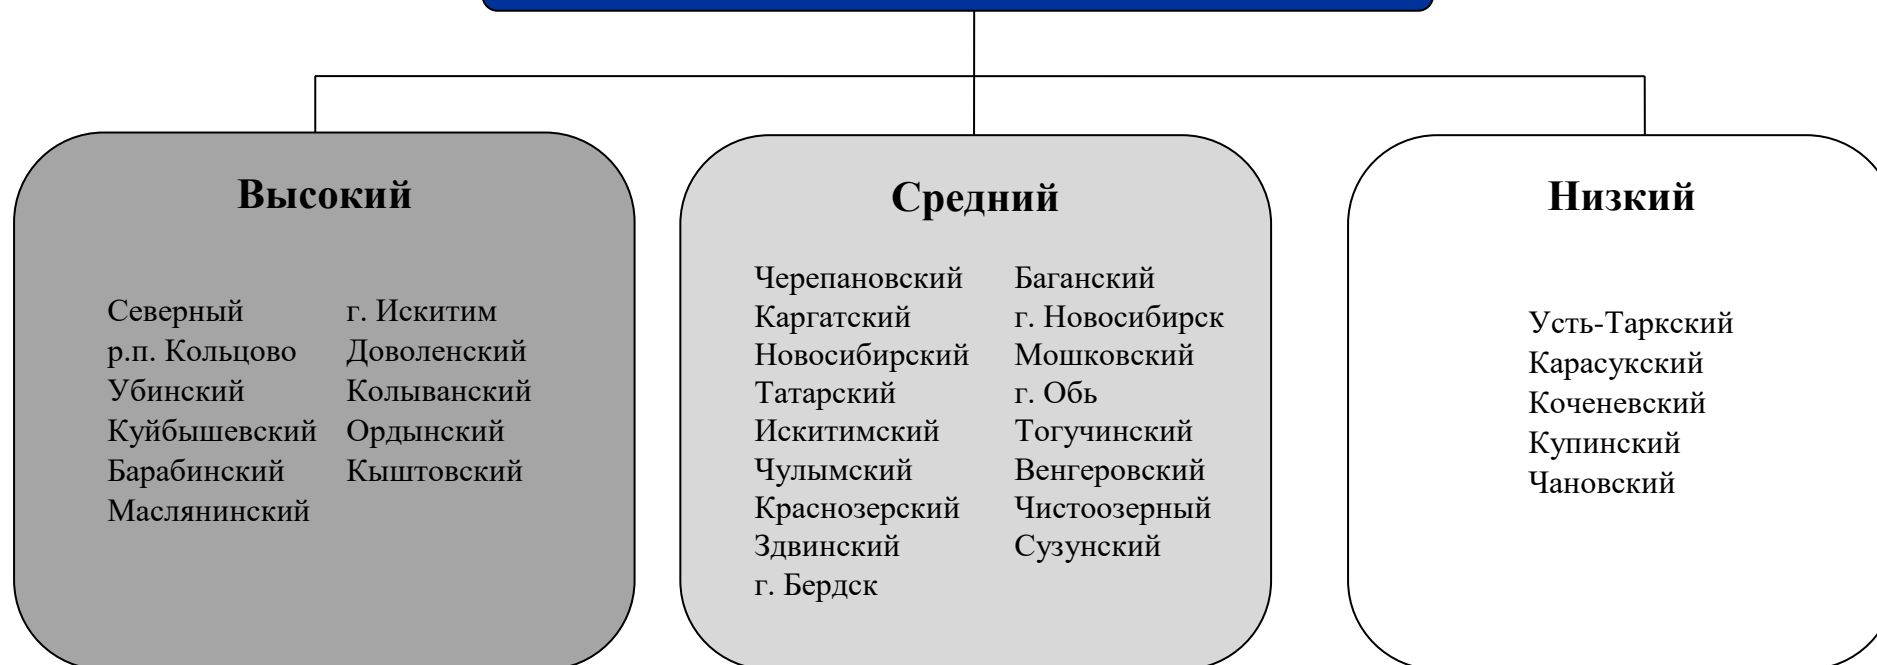 Высокий
Северный
р.п. Кольцово
Убинский
Куйбышевский
Барабинский
Маслянинский
г. Искитим
Доволенский
Колыванский
Ордынский
Кыштовский
Средний
Черепановский
Каргатский
Новосибирский
Татарский
Искитимский
Чулымский
Краснозерский
Здвинский
г. Бердск
Баганский
г. Новосибирск
Мошковский
г. Обь
Тогучинский
Венгеровский
Чистоозерный
Сузунский
Низкий
Усть-Таркский
Карасукский
Коченевский
Купинский
Чановский